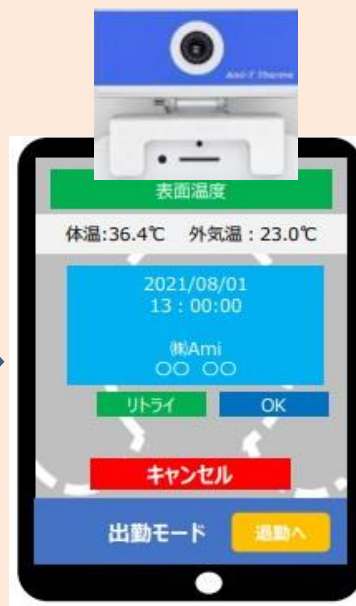 Ami-T Therma
表面温度
体温:36.4℃ 外気温：23.0℃
2021/08/01
13：00:00
㈱Ami
〇〇 〇〇
リトライ OK
キャンセル
出勤モード 退勤へ